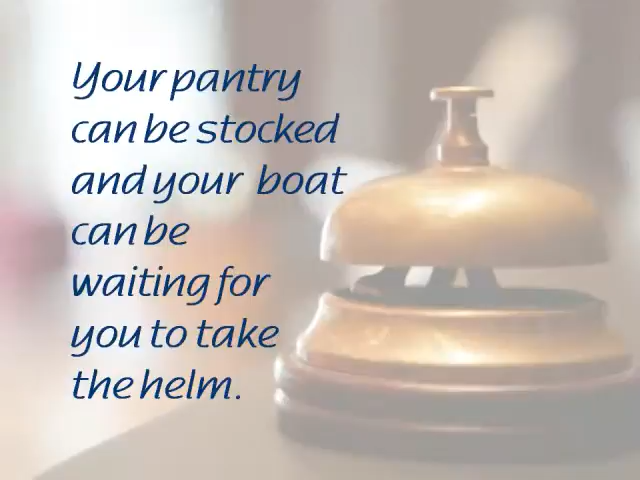 Your pantry
can be stocked
and your boat
can be
waiting for
you to take
the helm.